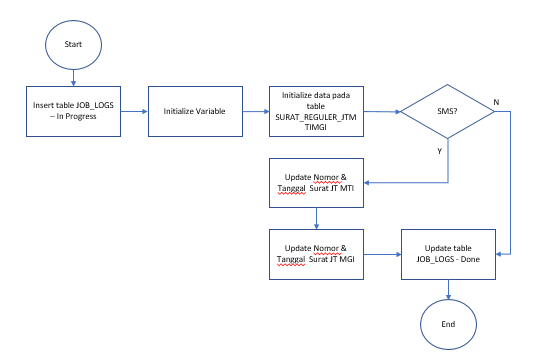 Start
Insert table JOB_LOGS
– In Progress
Initialize Variable
Initialize data pada
table
SURAT_REGULER_JTM
TIMGI
SMS?
N
Y
Update Nomor &
Tanggal Surat JT MTI
Update Nomor &
Tanggal Surat JT MGI
Update table
JOB_LOGS - Done
End